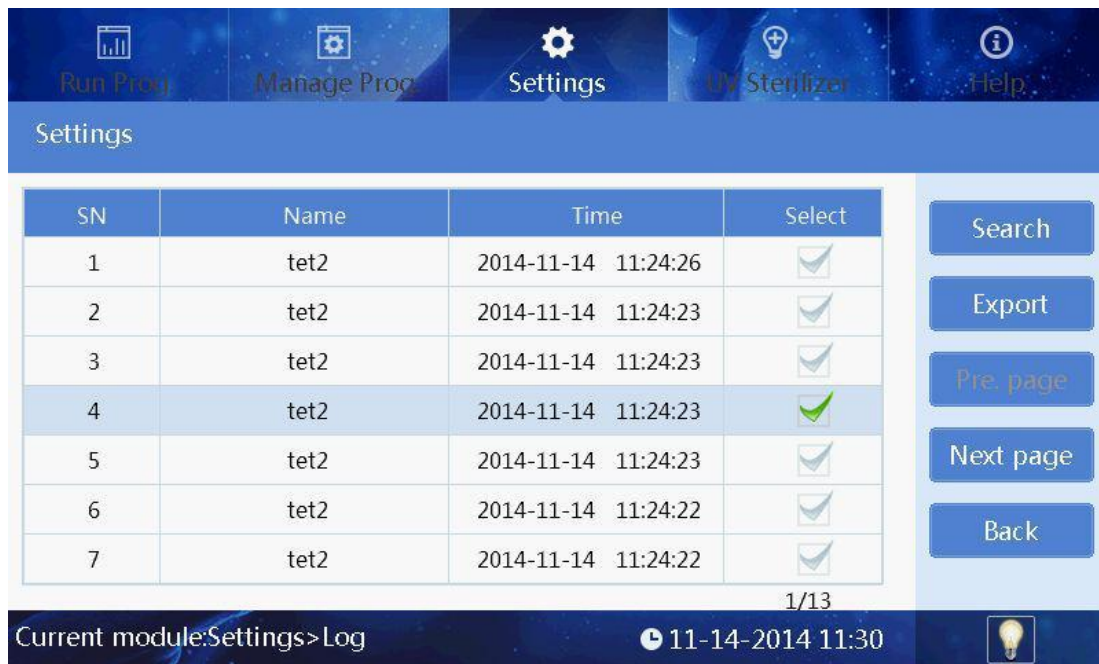 Run Prog. Manage Prog. Settings UV Sterilizer Help
Settings
SN Name Time Select
1 tet2 2014-11-14 11:24:26
2 tet2 2014-11-14 11:24:23
3 tet2 2014-11-14 11:24:23
4 tet2 2014-11-14 11:24:23
5 tet2 2014-11-14 11:24:23
6 tet2 2014-11-14 11:24:22
7 tet2 2014-11-14 11:24:22
1/13
Search
Export
Pre. page
Next page
Back
Current module:Settings>Log 11-14-2014 11:30